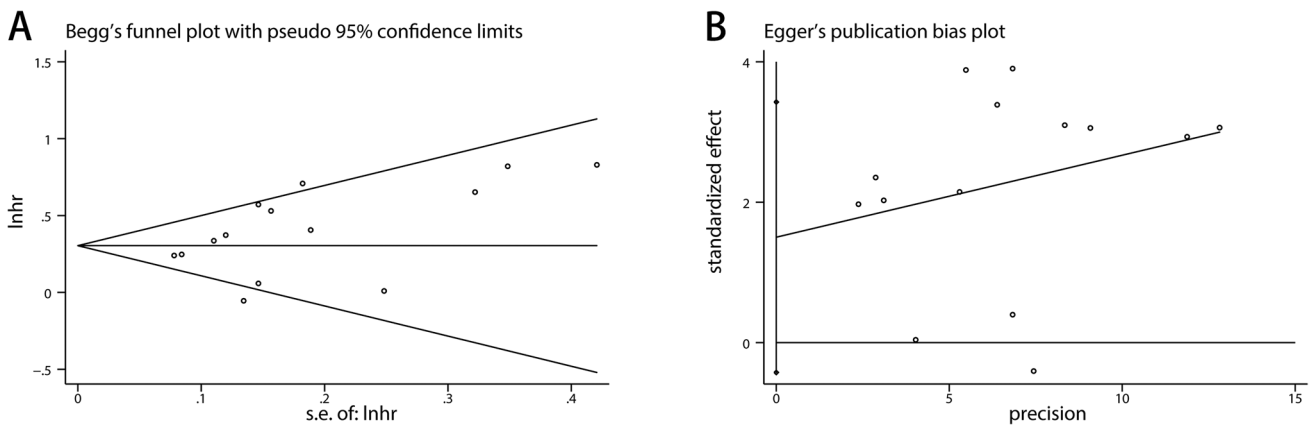 A
Begg's funnel plot with pseudo 95% confidence limits
lnhr
1.5
1
.5
0
-.5
0 .1 .2 .3 .4
s.e. of: lnhr
B
Egger's publication bias plot
standardized effect
4
2
0
0 5 10 15
precision